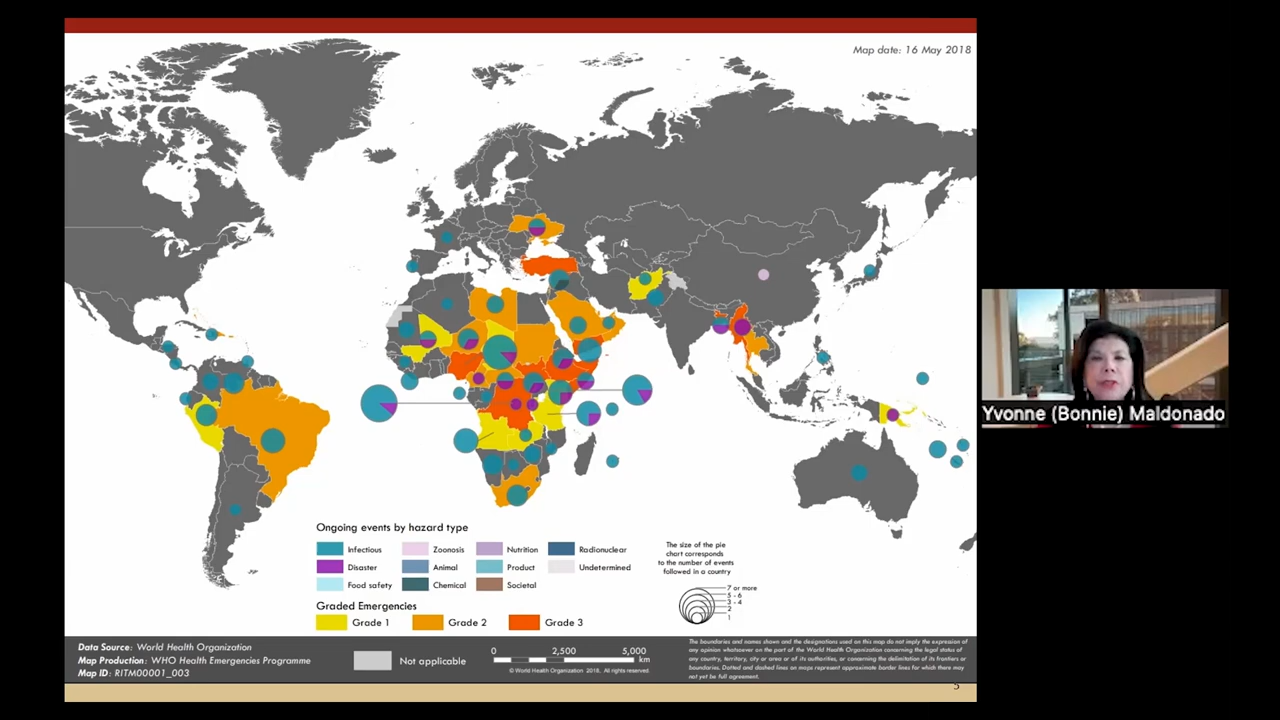 Map date: 16 May 2018
Yvonne (Bonnie) Maldonado
Ongoing events by hazard type
Infectious
Zoonosis
Nutrition
Radionuclear
Disaster
Animal
Product
Undetermined
Food safety
Chemical
Societal
Graded Emergencies
Grade 1
Grade 2
Grade 3
The size of the pie
chart corresponds
to the number of events
followed in a country
7 or more
5 - 6
3 - 4
2
1
Data Source: World Health Organization
Map Production: WHO Health Emergencies Programme
Map ID: RITM00001_003
Not applicable
0 2,500 5,000
km
© World Health Organization 2018. All rights reserved.
The boundaries and names shown and the designations used on this map do not imply the expression of
any opinion whatsoever on the part of the World Health Organization concerning the legal status of
any country, territory, city or area or of its authorities, or concerning the delimitation of its frontiers or
boundaries. Dotted and dashed lines on maps represent approximate border lines for which there may
not yet be full agreement.
5